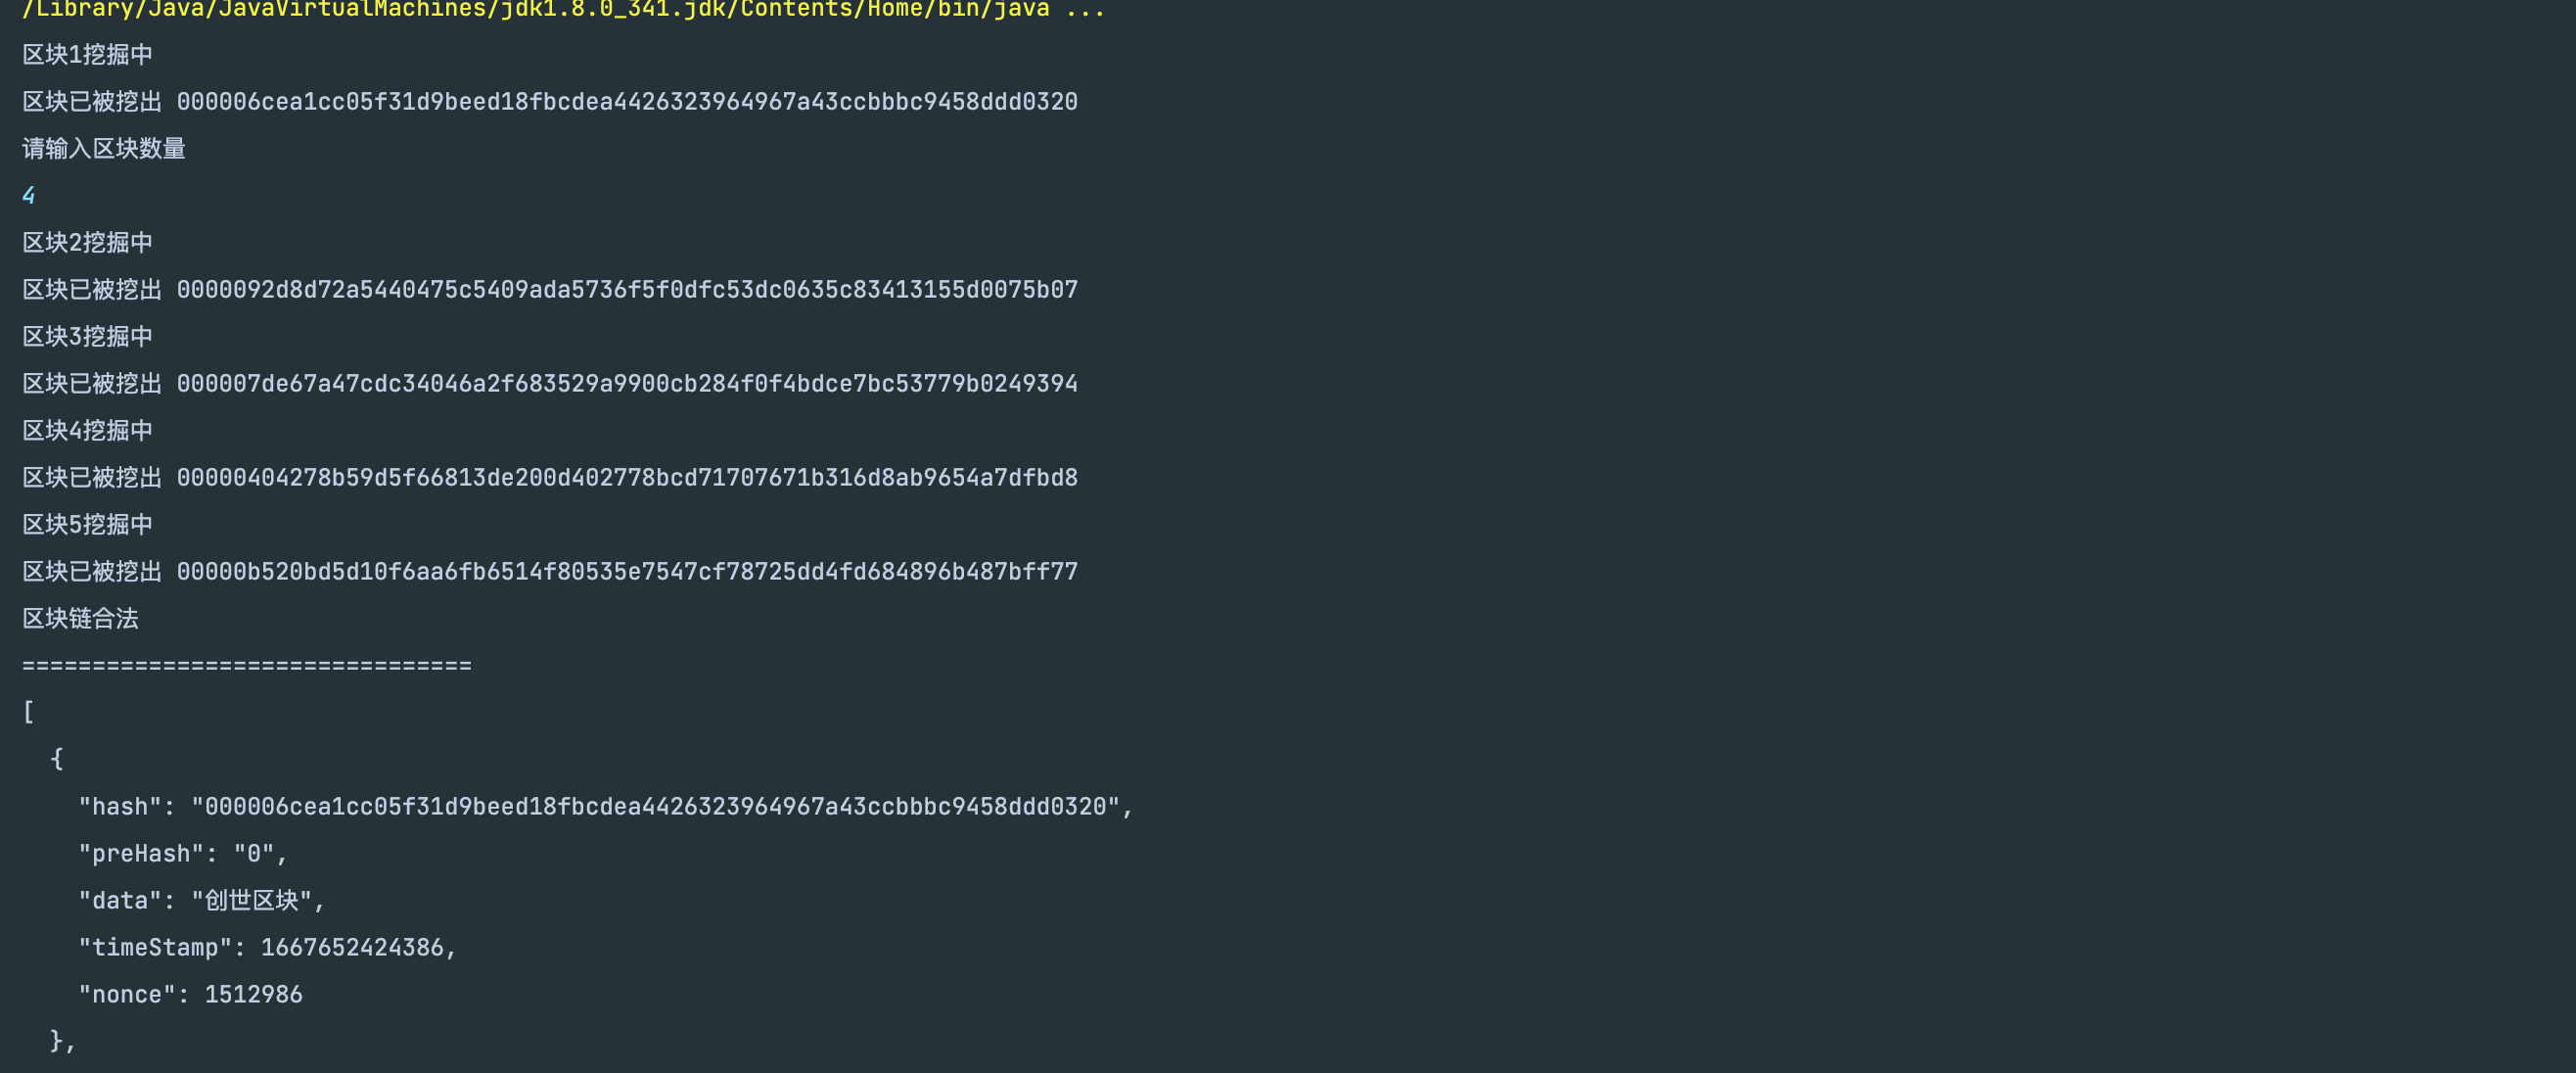 /Library/Java/JavaVirtualMachines/jdk1.8.0_341.jdk/Contents/Home/bin/java ...
区块1挖掘中
区块已被挖出 000006cea1cc05f31d9beed18fbcdea4426323964967a43ccbbbc9458ddd0320
请输入区块数量
4
区块2挖掘中
区块已被挖出 0000092d8d72a5440475c5409ada5736f5f0dfc53dc0635c83413155d0075b07
区块3挖掘中
区块已被挖出 000007de67a47cdc34046a2f683529a9900cb284f0f4bdce7bc53779b0249394
区块4挖掘中
区块已被挖出 00000404278b59d5f66813de200d402778bcd71707671b316d8ab9654a7dfbd8
区块5挖掘中
区块已被挖出 00000b520bd5d10f6aa6fb6514f80535e7547cf78725dd4fd684896b487bff77
区块链合法
================================
[
  {
    "hash": "000006cea1cc05f31d9beed18fbcdea4426323964967a43ccbbbc9458ddd0320",
    "preHash": "0",
    "data": "创世区块",
    "timeStamp": 1667652424386,
    "nonce": 1512986
  },